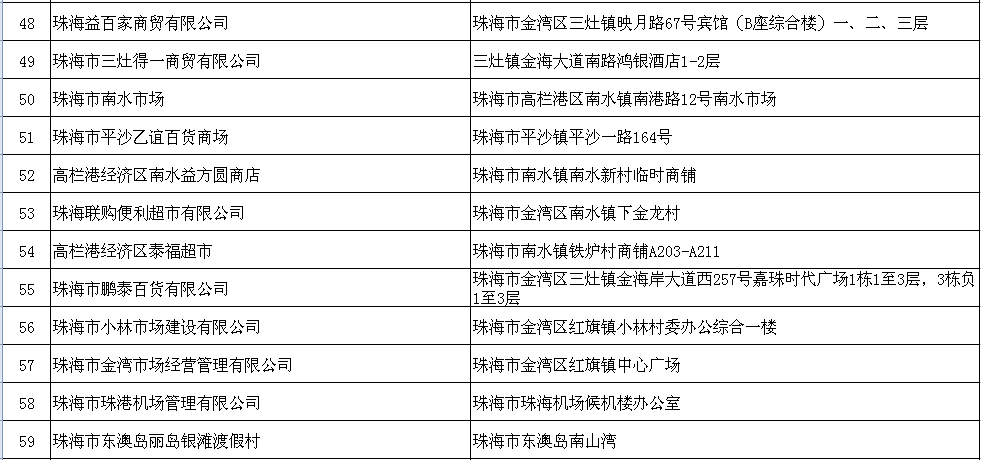 48 珠海益百家商贸有限公司 珠海市金湾区三灶镇映月路67号宾馆（B座综合楼）一、二、三层
49 珠海市三灶得一商贸有限公司 三灶镇金海大道南路鸿银酒店1-2层
50 珠海市南水市场 珠海市高栏港区南水镇南港路12号南水市场
51 珠海市平沙乙谊百货商场 珠海市平沙镇平沙一路164号
52 高栏港经济区南水益方圆商店 珠海市南水镇南水新村临时商铺
53 珠海联购便利超市有限公司 珠海市金湾区南水镇下金龙村
54 高栏港经济区泰福超市 珠海市南水镇铁炉村商铺A203-A211
55 珠海市鹏泰百货有限公司 珠海市金湾区三灶镇金海岸大道西257号嘉珠时代广场1栋1至3层，3栋负
1至3层
56 珠海市小林市场建设有限公司 珠海市金湾区红旗镇小林村委办公综合一楼
57 珠海市金湾市场经营管理有限公司 珠海市金湾区红旗镇中心广场
58 珠海市珠港机场管理有限公司 珠海市珠海机场候机楼办公室
59 珠海市东澳岛丽岛银滩渡假村 珠海市东澳岛南山湾